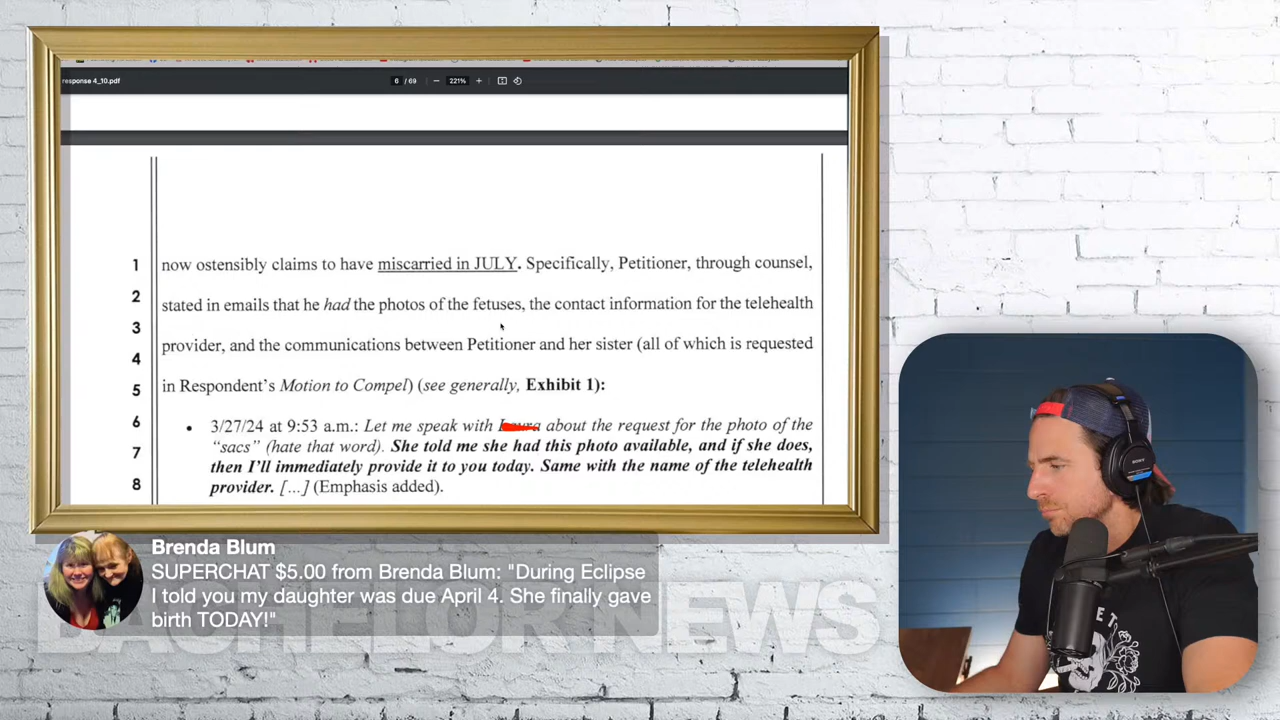 response 4_10.pdf
6 / 69
221%
1 now ostensibly claims to have miscarried in JULY. Specifically, Petitioner, through counsel,
2 stated in emails that he had the photos of the fetuses, the contact information for the telehealth
3
4 provider, and the communications between Petitioner and her sister (all of which is requested
5 in Respondent's Motion to Compel) (see generally, Exhibit 1):
6 • 3/27/24 at 9:53 a.m.: Let me speak with about the request for the photo of the
7 “sacs” (hate that word). She told me she had this photo available, and if she does,
then I'll immediately provide it to you today. Same with the name of the telehealth
8 provider. [...] (Emphasis added).
Brenda Blum
SUPERCHAT $5.00 from Brenda Blum: "During Eclipse
I told you my daughter was due April 4. She finally gave
birth TODAY!"
BACHELOR NEWS
SONY